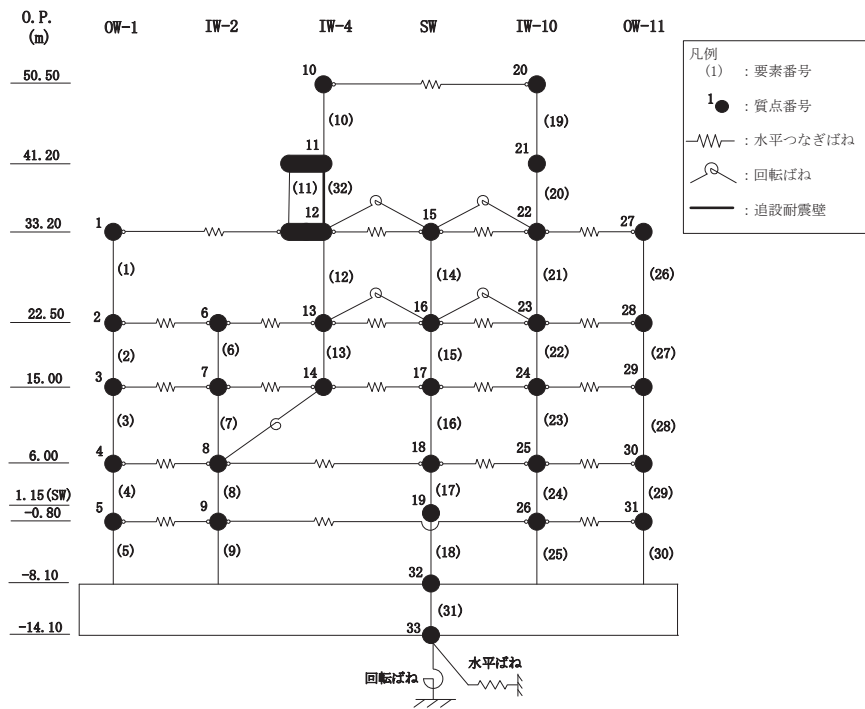 O.P.
(m)
OW-1 IW-2 IW-4 SW IW-10 OW-11
凡例
(1) : 要素番号
1 : 質点番号
: 水平つなぎばね
: 回転ばね
: 追設耐震壁
50.50 10 20
(10) (19)
41.20 11 21
(11) (32) (20)
33.20 1 12 15 22 27
(1) (12) (14) (21) (26)
22.50 2 6 13 16 23 28
(2) (6) (13) (15) (22) (27)
15.00 3 7 14 17 24 29
(3) (7) (16) (23) (28)
6.00 4 8 18 25 30
(4) (8) (17) (24) (29)
1.15(SW) 19
-0.80 5 9 26 31
(5) (9) (18) (25) (30)
-8.10 32
(31)
-14.10 33
回転ばね 水平ばね